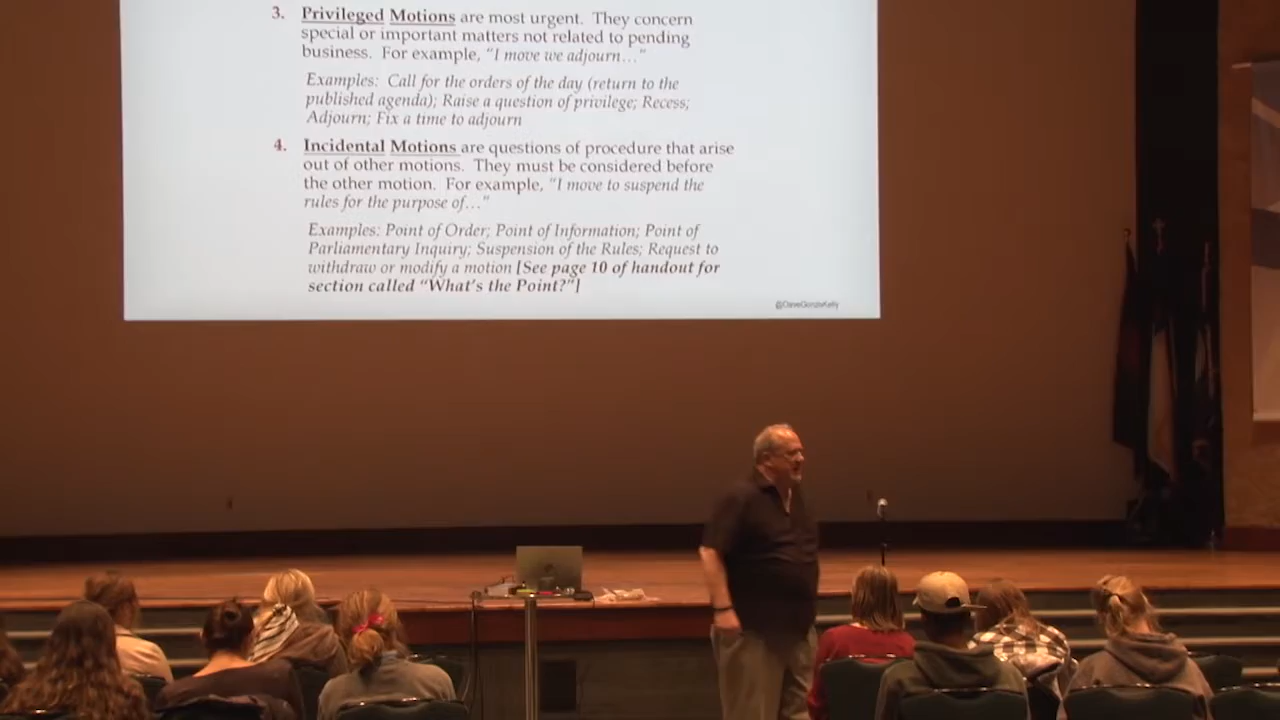 3. Privileged Motions are most urgent. They concern
special or important matters not related to pending
business. For example, "I move we adjourn…"
Examples: Call for the orders of the day (return to the
published agenda); Raise a question of privilege; Recess;
Adjourn; Fix a time to adjourn
4. Incidental Motions are questions of procedure that arise
out of other motions. They must be considered before
the other motion. For example, "I move to suspend the
rules for the purpose of…"
Examples: Point of Order; Point of Information; Point of
Parliamentary Inquiry; Suspension of the Rules; Request to
withdraw or modify a motion [See page 10 of handout for
section called "What's the Point?"]
@DaveGonzoKelly